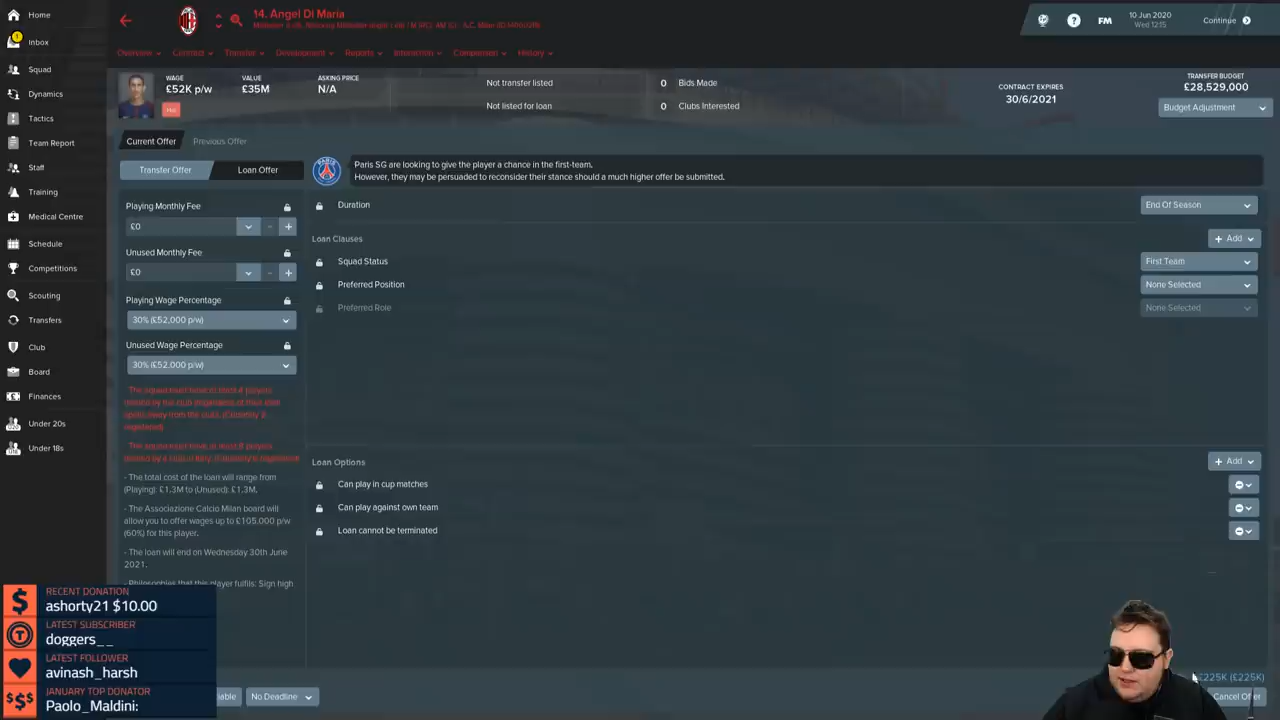 Home
Inbox
Squad
Dynamics
Tactics
Team Report
Staff
Training
Medical Centre
Schedule
Competitions
Scouting
Transfers
Club
Board
Finances
Under 20s
Under 18s
14. Angel Di Maria
Overview
Contract
Transfer
Development
Reports
Interaction
Comparison
History
FM
10 Jun 2020
Wed 12:15
Continue
WAGE
£52K p/w
VALUE
£35M
ASKING PRICE
N/A
Not transfer listed
Not listed for loan
0 Bids Made
0 Clubs Interested
CONTRACT EXPIRES
30/6/2021
TRANSFER BUDGET
£28,529,000
Budget Adjustment
Current Offer
Previous Offer
Transfer Offer
Loan Offer
Paris SG are looking to give the player a chance in the first-team.
However, they may be persuaded to reconsider their stance should a much higher offer be submitted.
Playing Monthly Fee
£0
Unused Monthly Fee
£0
Playing Wage Percentage
30% (£52,000 p/w)
Unused Wage Percentage
30% (£52,000 p/w)
- The total cost of the loan will range from
(Playing): £1.3M to (Unused): £1.3M.
- The Associazione Calcio Milan board will
allow you to offer wages up to £105,000 p/w
(60%) for this player.
- The loan will end on Wednesday 30th June
2021.
- Philosophies that this player fulfils: Sign high
Duration
End Of Season
Loan Clauses
+ Add
Squad Status
First Team
Preferred Position
None Selected
Preferred Role
None Selected
Loan Options
+ Add
Can play in cup matches
Can play against own team
Loan cannot be terminated
No Deadline
£225K (£225K)
Cancel Offer
RECENT DONATION
ashorty21 $10.00
LATEST SUBSCRIBER
doggers__
LATEST FOLLOWER
avinash_harsh
JANUARY TOP DONATOR
Paolo_Maldini: